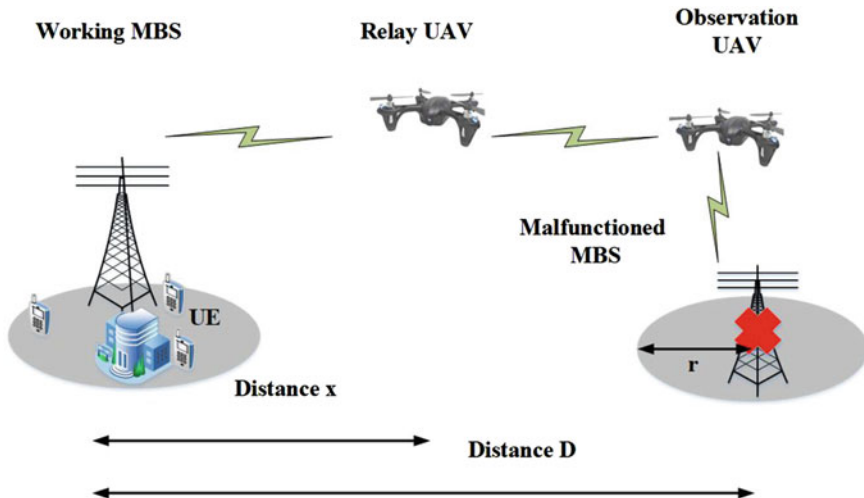 Working MBS
Relay UAV
Observation
UAV
Malfunctioned
MBS
UE
r
Distance x
Distance D